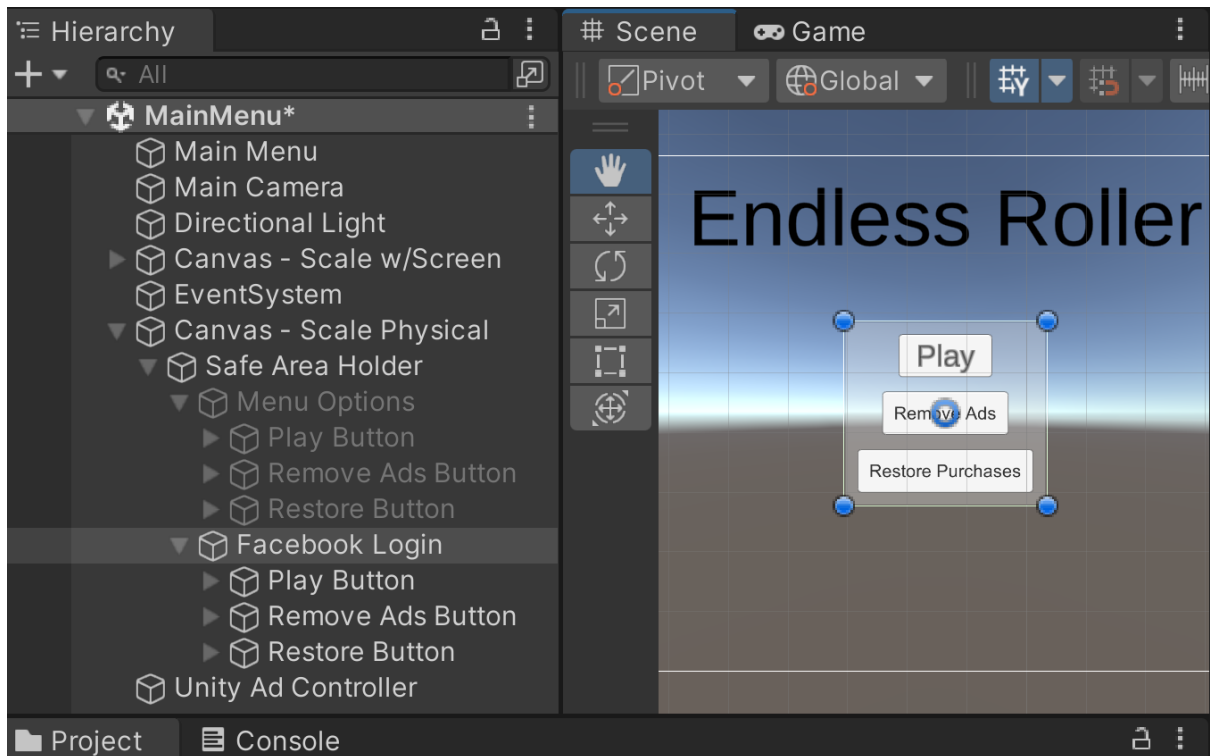 Hierarchy
All
MainMenu*
Main Menu
Main Camera
Directional Light
Canvas - Scale w/Screen
EventSystem
Canvas - Scale Physical
Safe Area Holder
Menu Options
Play Button
Remove Ads Button
Restore Button
Facebook Login
Play Button
Remove Ads Button
Restore Button
Unity Ad Controller
Scene
Game
Pivot
Global
Endless Roller
Play
Remove Ads
Restore Purchases
Project
Console